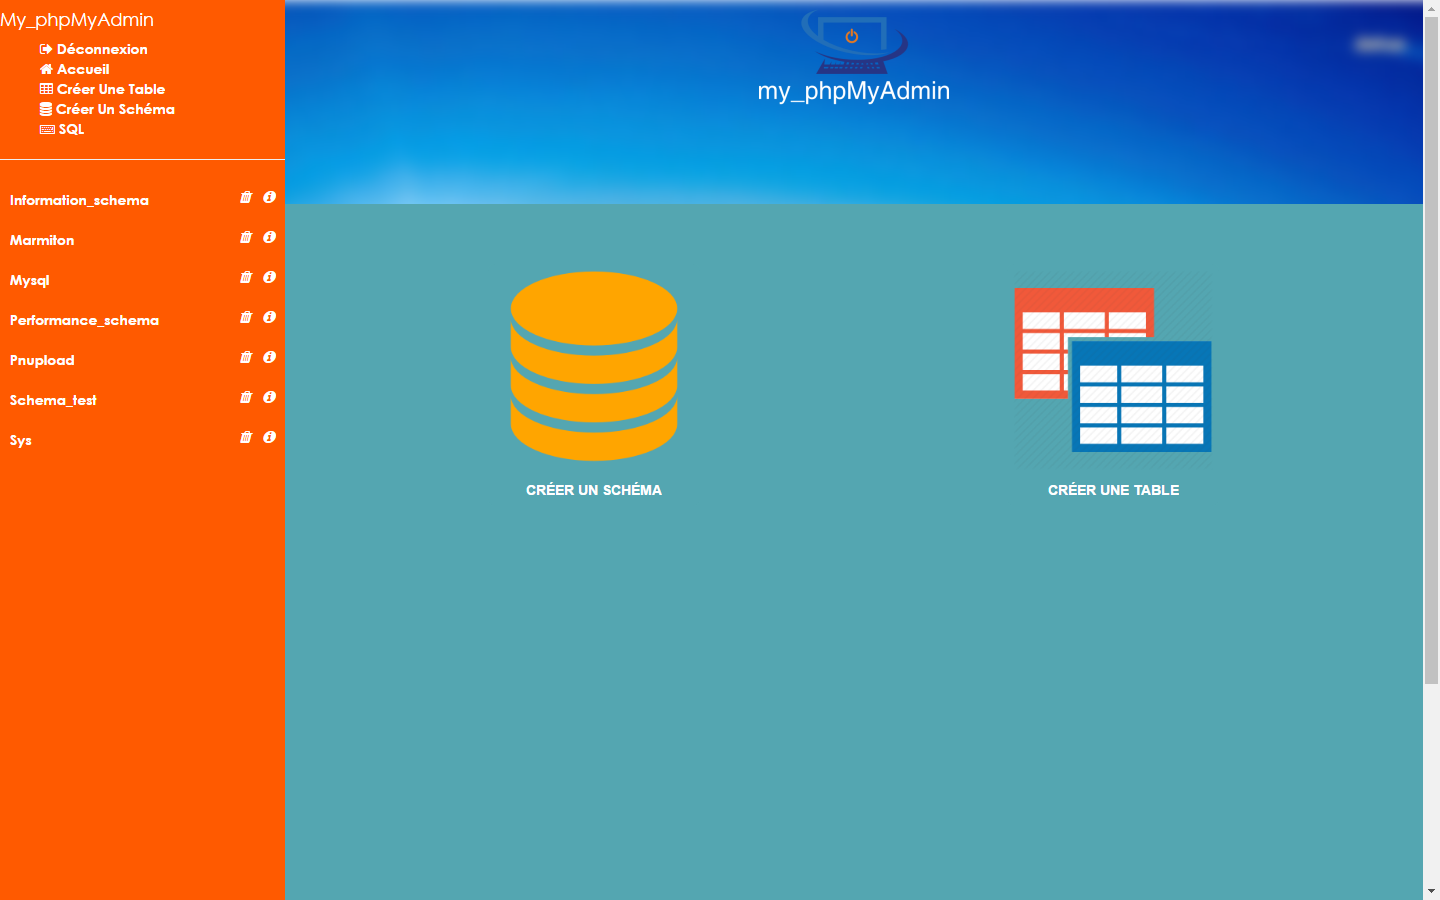 My_phpMyAdmin
Déconnexion
Accueil
Créer Une Table
Créer Un Schéma
SQL
Information_schema
Marmiton
Mysql
Performance_schema
Pnupload
Schema_test
Sys
my_phpMyAdmin
CRÉER UN SCHÉMA
CRÉER UNE TABLE